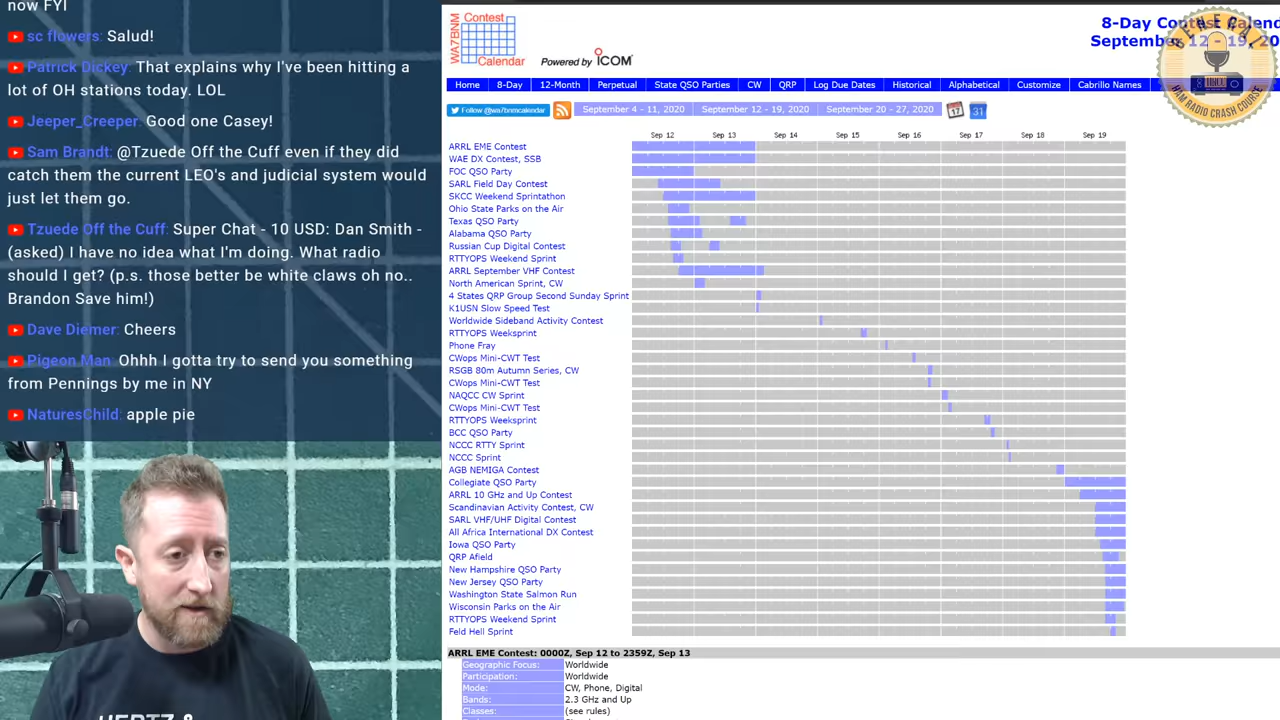 now FYI
sc flowers: Salud!
Patrick Dickey: That explains why I've been hitting a
lot of OH stations today. LOL
Jeeper_Creeper: Good one Casey!
Sam Brandt: @Tzuede Off the Cuff even if they did
catch them the current LEO's and judicial system would
just let them go.
Tzuede Off the Cuff: Super Chat - 10 USD: Dan Smith -
(asked) I have no idea what I'm doing. What radio
should I get? (p.s. those better be white claws oh no..
Brandon Save him!)
Dave Diemer: Cheers
Pigeon Man: Ohhh I gotta try to send you something
from Pennings by me in NY
NaturesChild: apple pie
HERTZ &
WA7BNM
Contest
Calendar
Powered by ICOM
8-Day Contest Calend
September 12 - 19, 20
GENERAL
HAM RADIO CRASH COURSE
Home 8-Day 12-Month Perpetual State QSO Parties CW QRP Log Due Dates Historical Alphabetical Customize Cabrillo Names
Follow @wa7bnmcalendar September 4 - 11, 2020 September 12 - 19, 2020 September 20 - 27, 2020 17 31
Sep 12 Sep 13 Sep 14 Sep 15 Sep 16 Sep 17 Sep 18 Sep 19
ARRL EME Contest
WAE DX Contest, SSB
FOC QSO Party
SARL Field Day Contest
SKCC Weekend Sprintathon
Ohio State Parks on the Air
Texas QSO Party
Alabama QSO Party
Russian Cup Digital Contest
RTTYOPS Weekend Sprint
ARRL September VHF Contest
North American Sprint, CW
4 States QRP Group Second Sunday Sprint
K1USN Slow Speed Test
Worldwide Sideband Activity Contest
RTTYOPS Weeksprint
Phone Fray
CWops Mini-CWT Test
RSGB 80m Autumn Series, CW
CWops Mini-CWT Test
NAQCC CW Sprint
CWops Mini-CWT Test
RTTYOPS Weeksprint
BCC QSO Party
NCCC RTTY Sprint
NCCC Sprint
AGB NEMIGA Contest
Collegiate QSO Party
ARRL 10 GHz and Up Contest
Scandinavian Activity Contest, CW
SARL VHF/UHF Digital Contest
All Africa International DX Contest
Iowa QSO Party
QRP Afield
New Hampshire QSO Party
New Jersey QSO Party
Washington State Salmon Run
Wisconsin Parks on the Air
RTTYOPS Weekend Sprint
Feld Hell Sprint
ARRL EME Contest: 0000Z, Sep 12 to 2359Z, Sep 13
Geographic Focus: Worldwide
Participation: Worldwide
Mode: CW, Phone, Digital
Bands: 2.3 GHz and Up
Classes: (see rules)